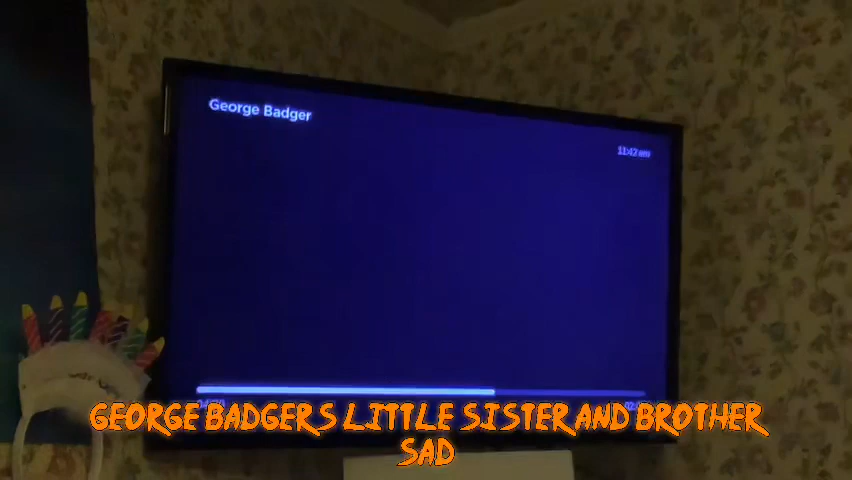 George Badger
11:42 am
GEORGE BADGERS LITTLE SISTER AND BROTHER
SAD